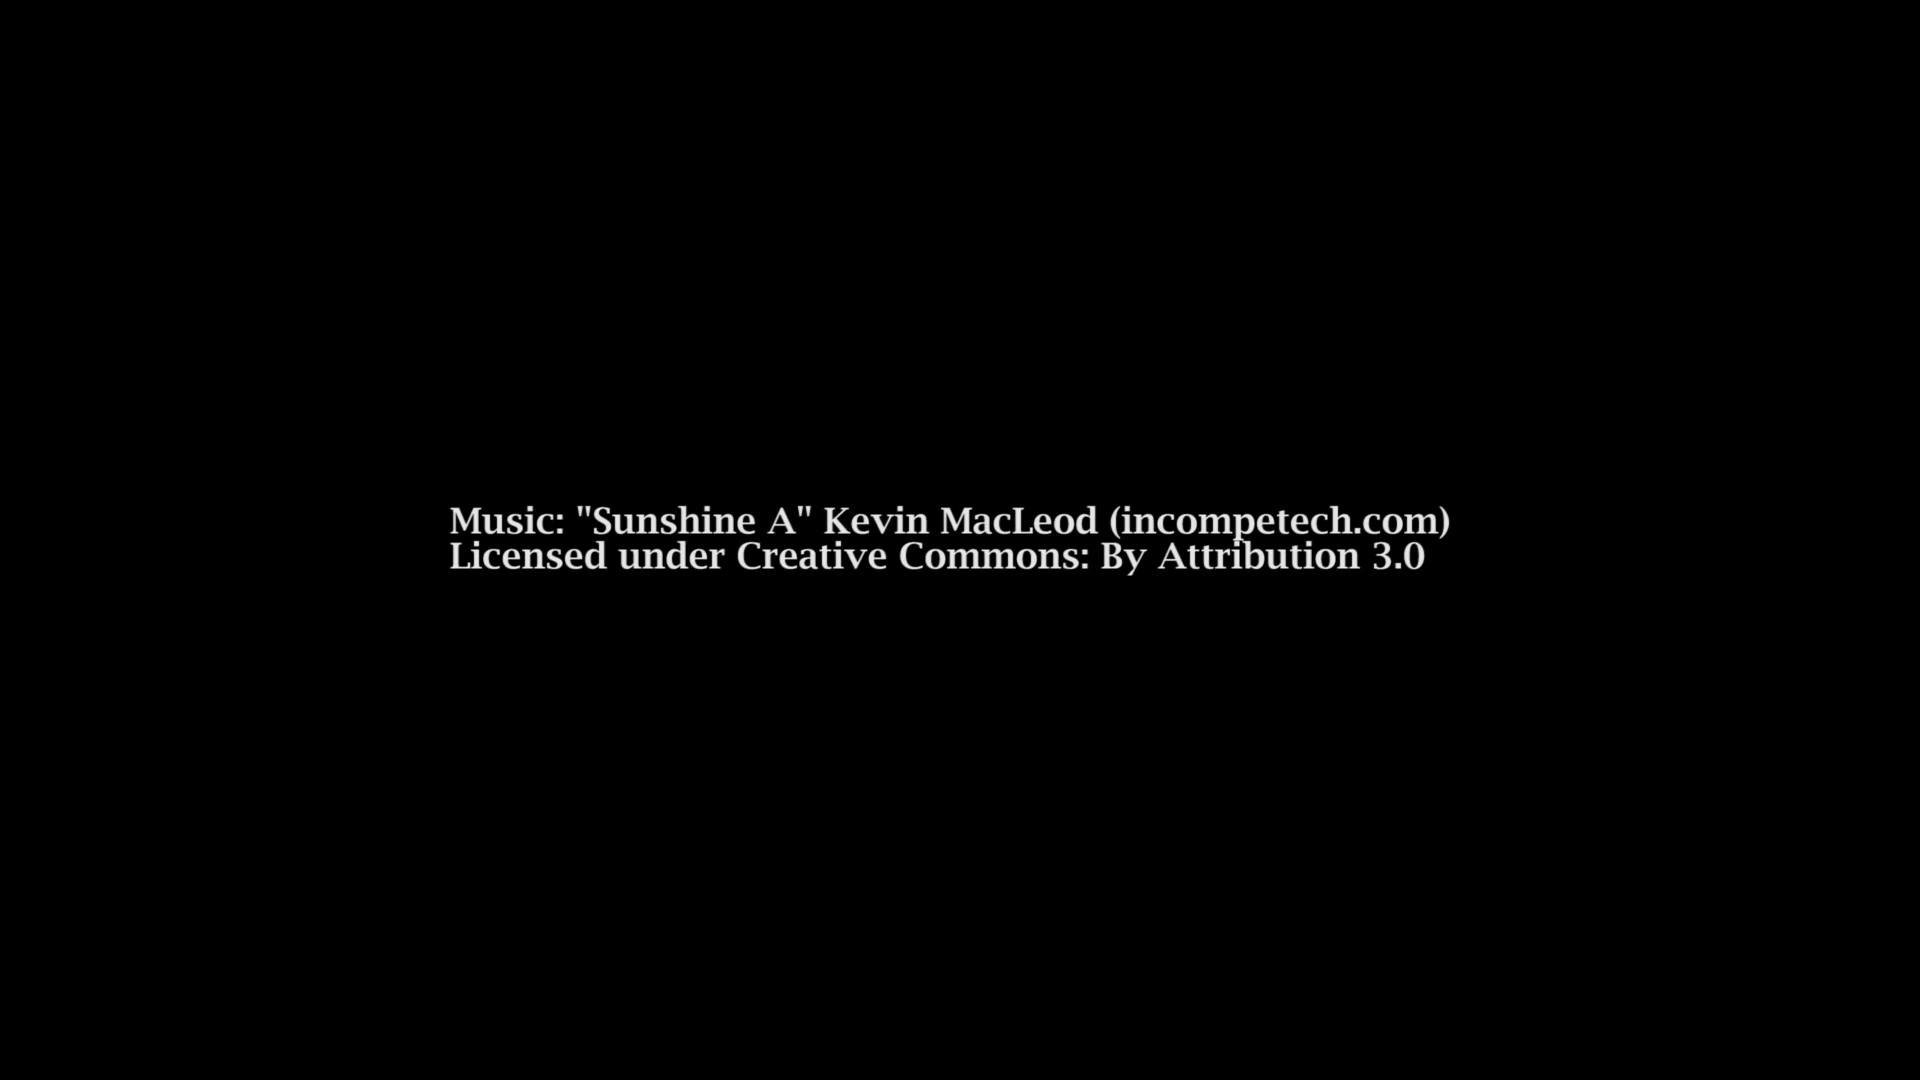 Music: "Sunshine A" Kevin MacLeod (incompetech.com)
Licensed under Creative Commons: By Attribution 3.0